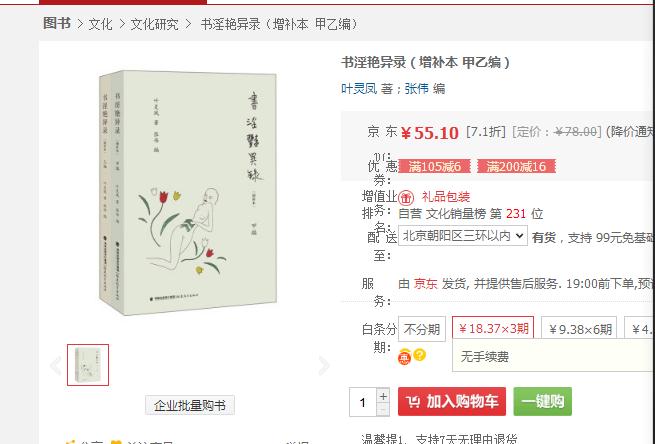 图书 > 文化 > 文化研究 > 书淫艳异录（增补本 甲乙编）
书淫艳异录（增补本 甲乙编）
叶灵凤 著；张伟 编
京 东 价： ￥55.10 [7.1折] [定价：￥78.00] (降价通知
优 惠 券： 满105减6 满200减16
增值业务： 礼品包装
排 名： 自营 文化销量榜 第 231 位
配 送 至： 北京朝阳区三环以内 有货，支持 99元免基础
服 务： 由 京东 发货, 并提供售后服务. 19:00前下单,预计
白条分期： 不分期 ￥18.37×3期 ￥9.38×6期 ￥4.
惠 ?
无手续费
1 + - 加入购物车 一键购
温馨提1、支持7天无理由退货
書淫艷異録
甲 编
叶灵凤 著 张伟 编
书淫艳异录
书淫艳异录
企业批量购书